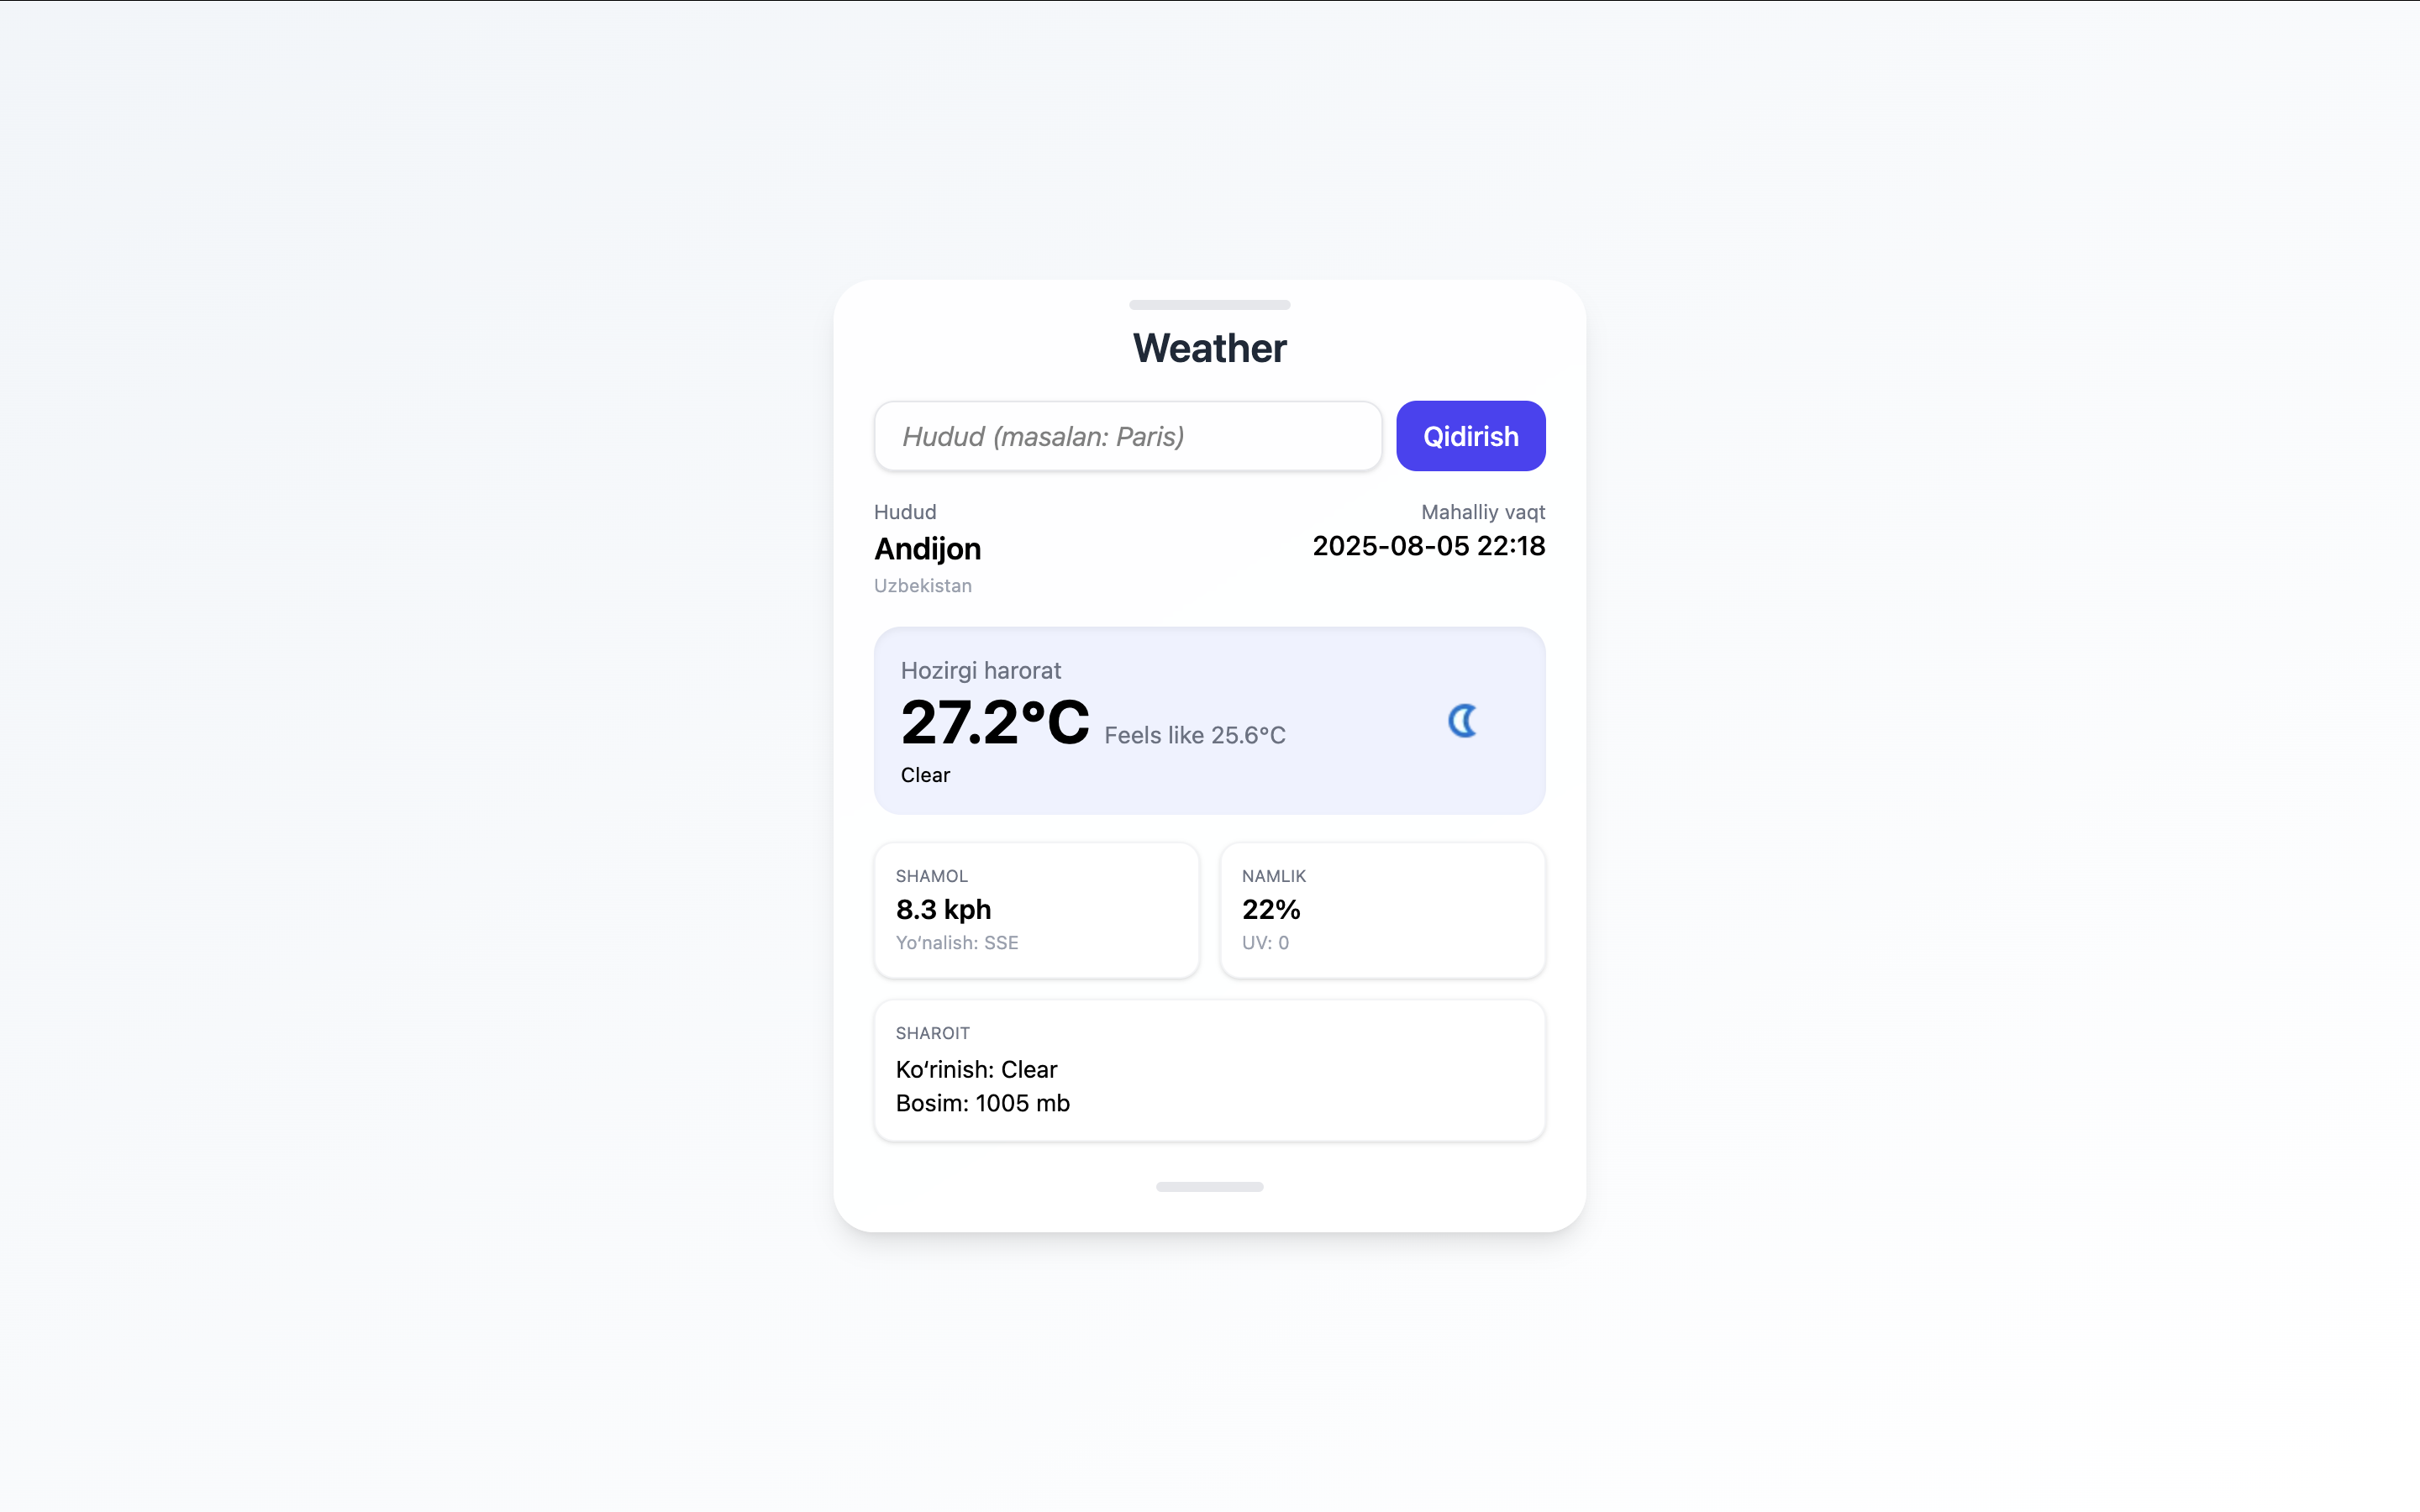 Weather
Hudud (masalan: Paris)
Qidirish
Hudud
Andijon
Uzbekistan
Mahalliy vaqt
2025-08-05 22:18
Hozirgi harorat
27.2°C Feels like 25.6°C
Clear
SHAMOL
8.3 kph
Yo‘nalish: SSE
NAMLIK
22%
UV: 0
SHAROIT
Ko‘rinish: Clear
Bosim: 1005 mb